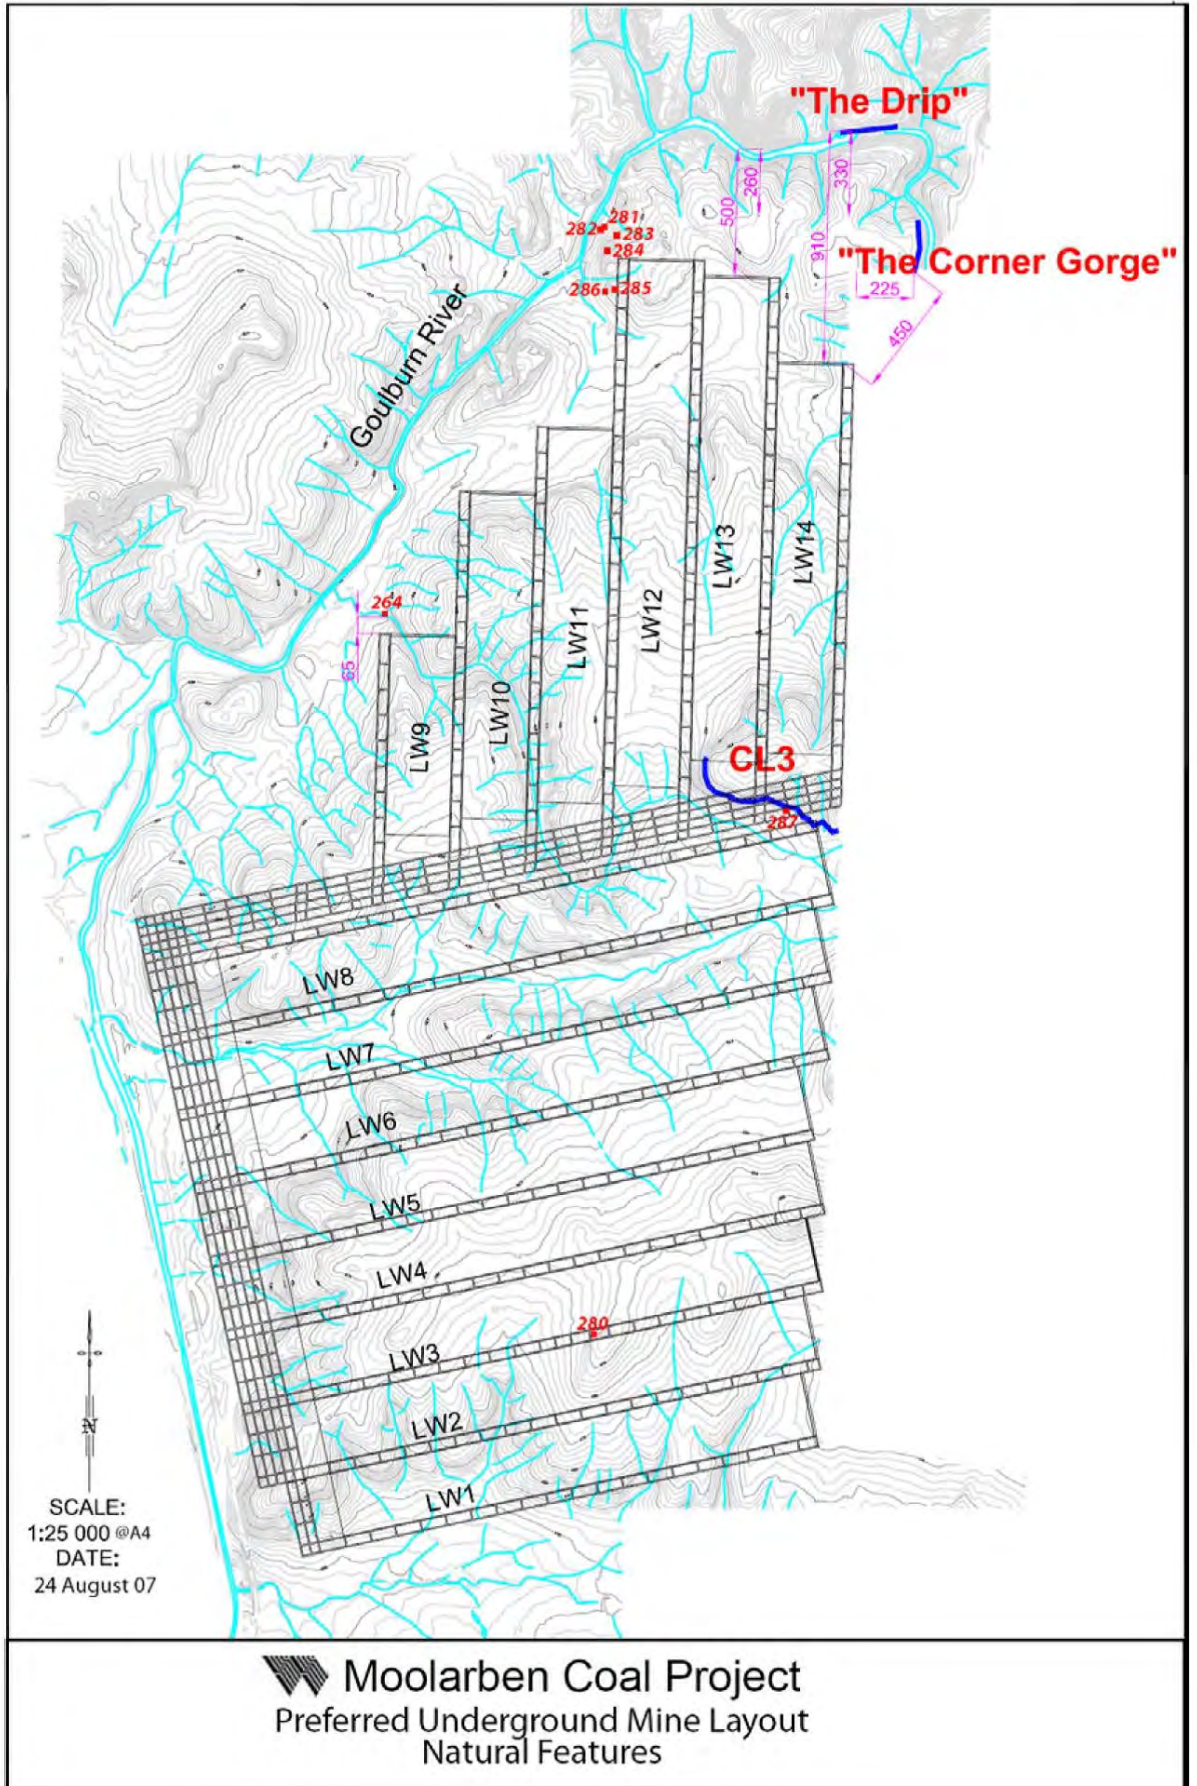 "The Drip"
260
330
500
281
282
283
910
284
"The Corner Gorge"
286
285
225
Goulburn River
450
LW13
LW14
264
LW12
LW11
65
LW10
LW9
CL3
287
LW8
LW7
LW6
LW5
LW4
280
LW3
LW2
LW1
N
SCALE:
1:25 000 @A4
DATE:
24 August 07
Moolarben Coal Project
Preferred Underground Mine Layout
Natural Features